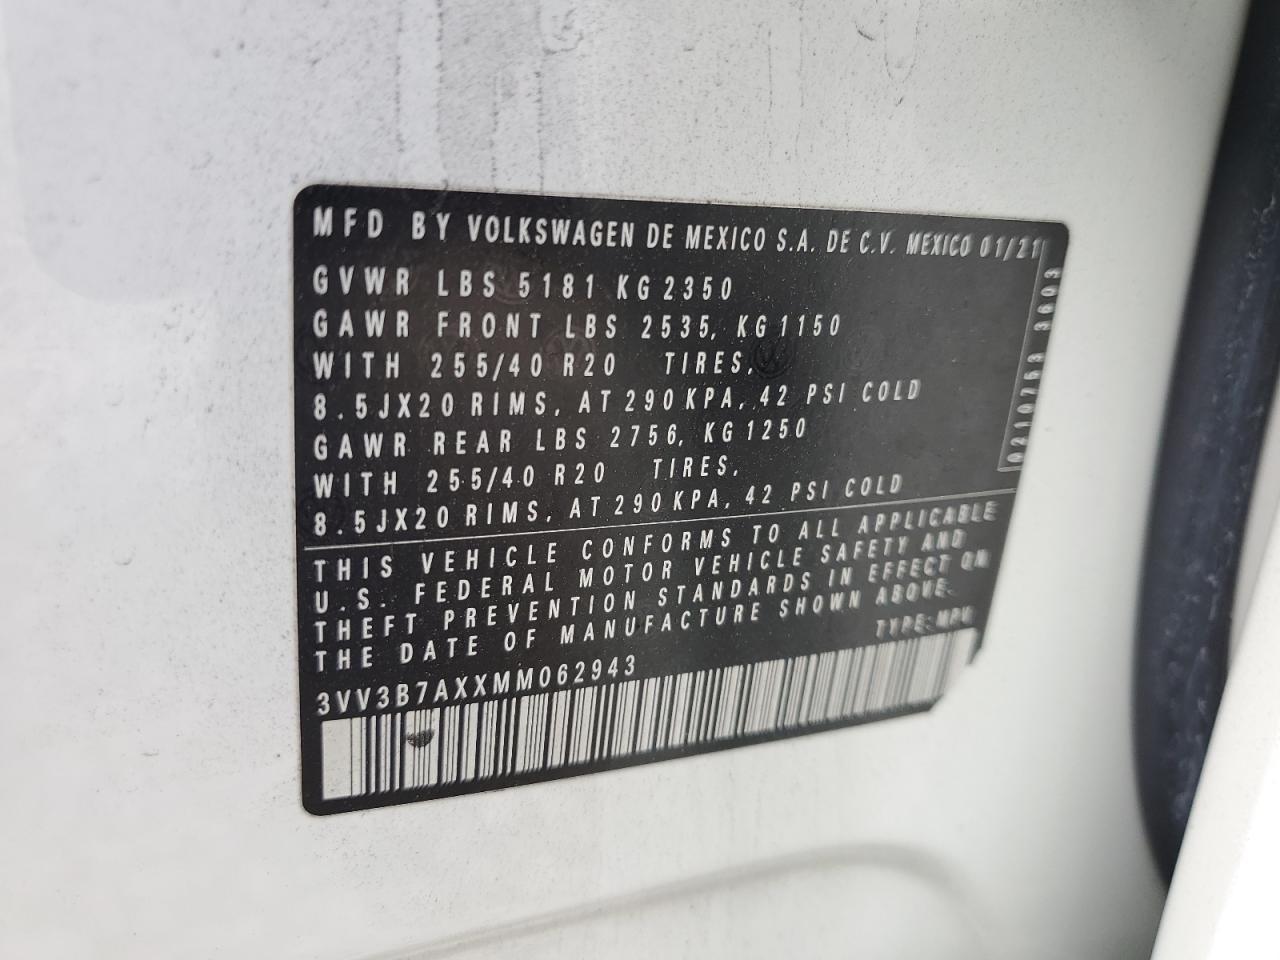 MFD BY VOLKSWAGEN DE MEXICO S.A. DE C.V. MEXICO 01/21
GVWR LBS 5181 KG 2350
GAWR FRONT LBS 2535, KG 1150
WITH 255/40 R20 TIRES,
8.5JX20 RIMS, AT 290 KPA, 42 PSI COLD
GAWR REAR LBS 2756, KG 1250
WITH 255/40 R20 TIRES,
8.5JX20 RIMS, AT 290 KPA, 42 PSI COLD
THIS VEHICLE CONFORMS TO ALL APPLICABLE
U.S. FEDERAL MOTOR VEHICLE SAFETY AND
THEFT PREVENTION STANDARDS IN EFFECT ON
THE DATE OF MANUFACTURE SHOWN ABOVE.
TYPE: MPV
3VV3B7AXXMM062943